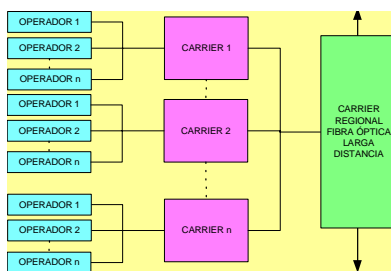 OPERADOR 1
OPERADOR 2
OPERADOR n
OPERADOR 1
OPERADOR 2
OPERADOR n
OPERADOR 1
OPERADOR 2
OPERADOR n
CARRIER 1
CARRIER 2
CARRIER n
CARRIER
REGIONAL
FIBRA ÓPTICA
LARGA
DISTANCIA